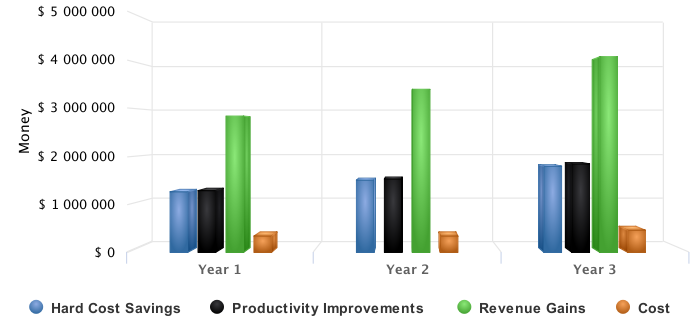 $ 5 000 000
$ 4 000 000
$ 3 000 000
$ 2 000 000
$ 1 000 000
$ 0
Money
Year 1
Year 2
Year 3
Hard Cost Savings
Productivity Improvements
Revenue Gains
Cost